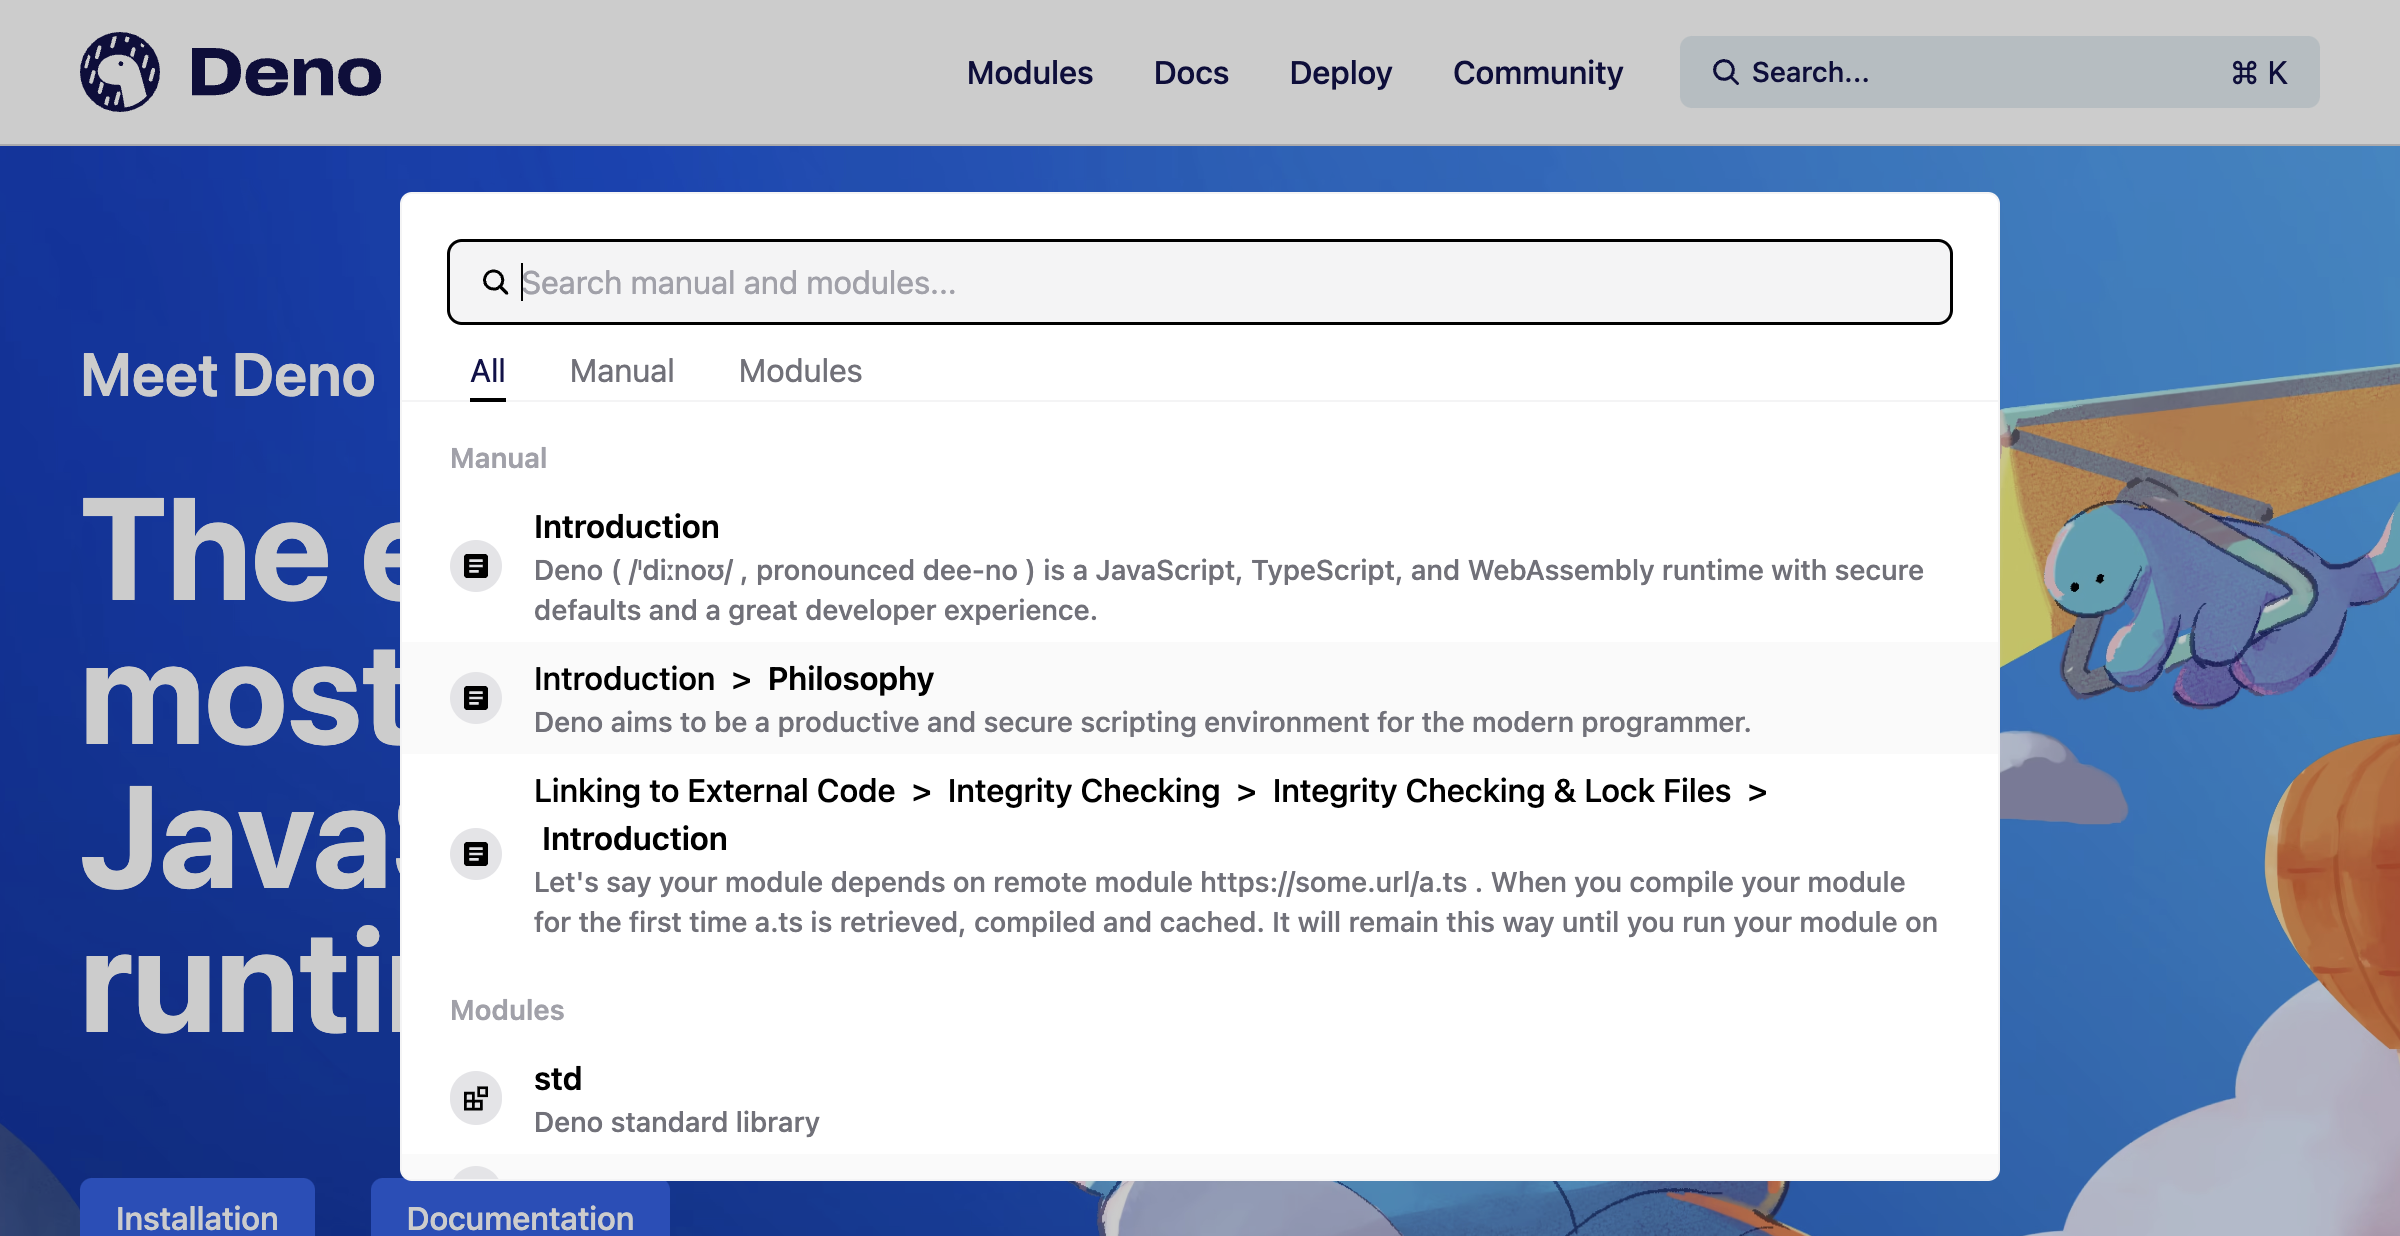 Deno
Modules
Docs
Deploy
Community
Search...
⌘ K
Meet Deno
The e
most
Javas
runti
Installation
Documentation
Search manual and modules...
All
Manual
Modules
Manual
Introduction
Deno ( /ˈdiːnoʊ/ , pronounced dee-no ) is a JavaScript, TypeScript, and WebAssembly runtime with secure
defaults and a great developer experience.
Introduction > Philosophy
Deno aims to be a productive and secure scripting environment for the modern programmer.
Linking to External Code > Integrity Checking > Integrity Checking & Lock Files >
Introduction
Let's say your module depends on remote module https://some.url/a.ts . When you compile your module
for the first time a.ts is retrieved, compiled and cached. It will remain this way until you run your module on
Modules
std
Deno standard library